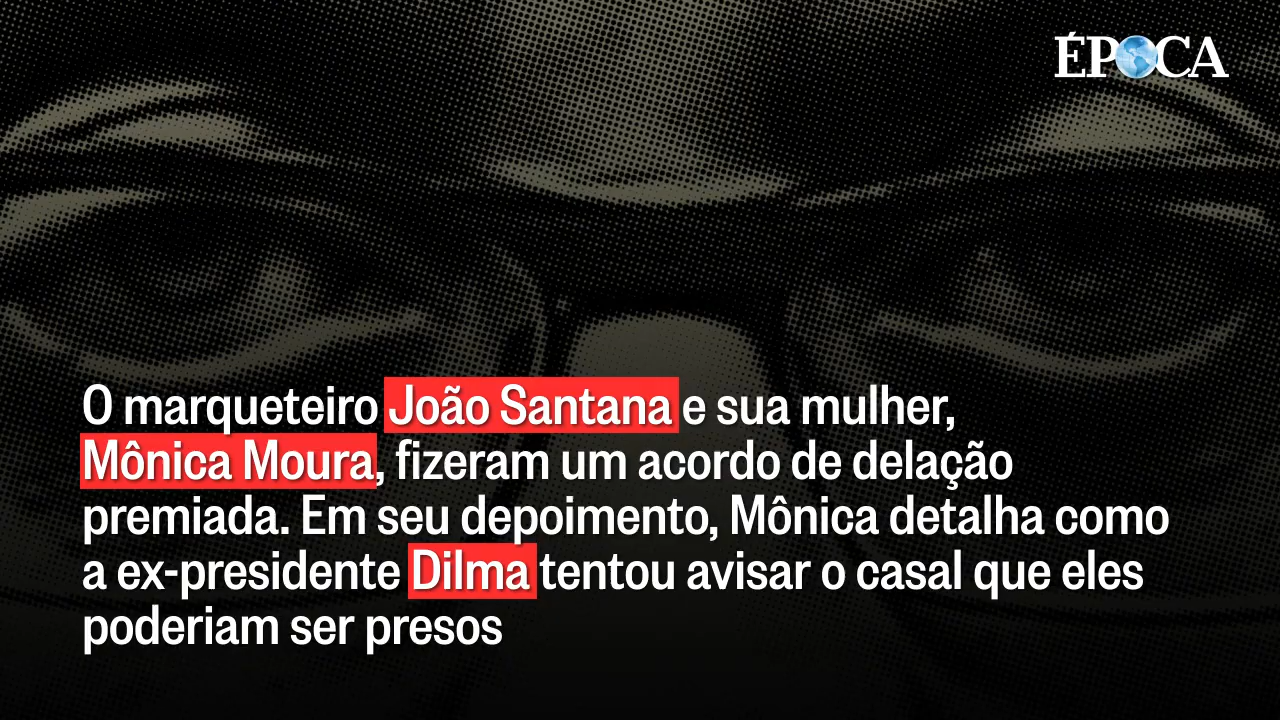 ÉPOCA
O marqueteiro João Santana e sua mulher,
Mônica Moura, fizeram um acordo de delação
premiada. Em seu depoimento, Mônica detalha como
a ex-presidente Dilma tentou avisar o casal que eles
poderiam ser presos